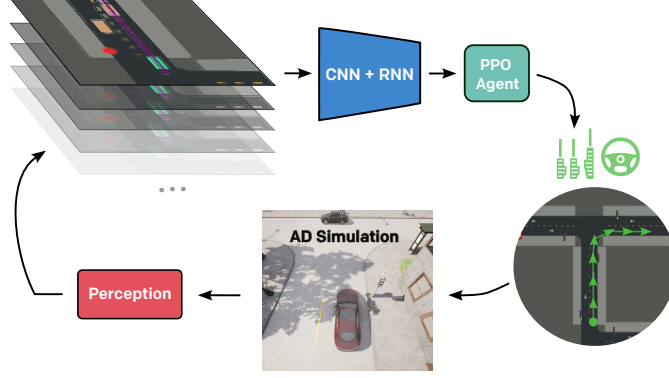 CNN + RNN
PPO
Agent
AD Simulation
Perception